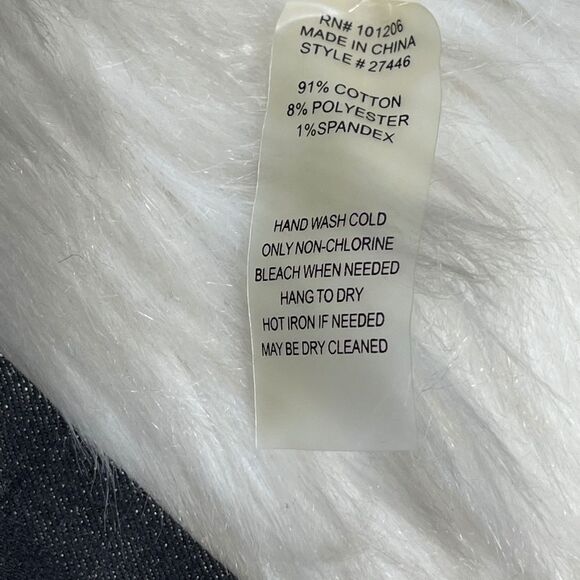 RN# 101206
MADE IN CHINA
STYLE # 27446
91% COTTON
8% POLYESTER
1%SPANDEX
HAND WASH COLD
ONLY NON-CHLORINE
BLEACH WHEN NEEDED
HANG TO DRY
HOT IRON IF NEEDED
MAY BE DRY CLEANED